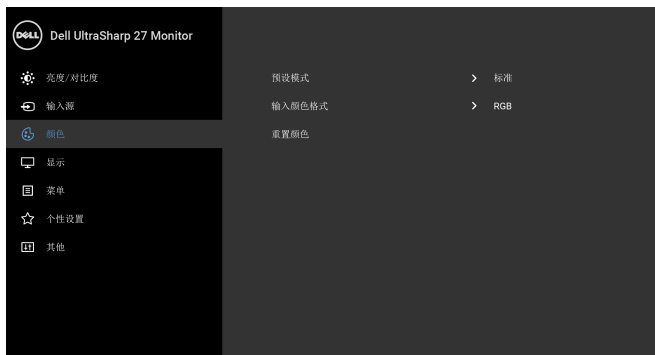 DELL Dell UltraSharp 27 Monitor
亮度/对比度
预设模式 > 标准
输入源
输入颜色格式 > RGB
颜色
重置颜色
显示
菜单
个性设置
其他